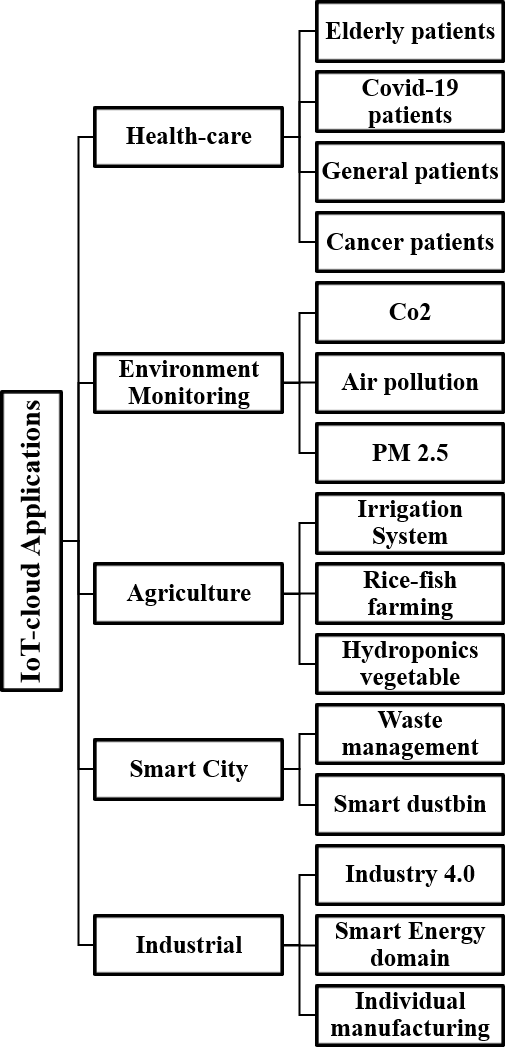 IoT-cloud Applications
Health-care
Elderly patients
Covid-19
patients
General patients
Cancer patients
Environment
Monitoring
Co2
Air pollution
PM 2.5
Agriculture
Irrigation
System
Rice-fish
farming
Hydroponics
vegetable
Smart City
Waste
management
Smart dustbin
Industrial
Industry 4.0
Smart Energy
domain
Individual
manufacturing